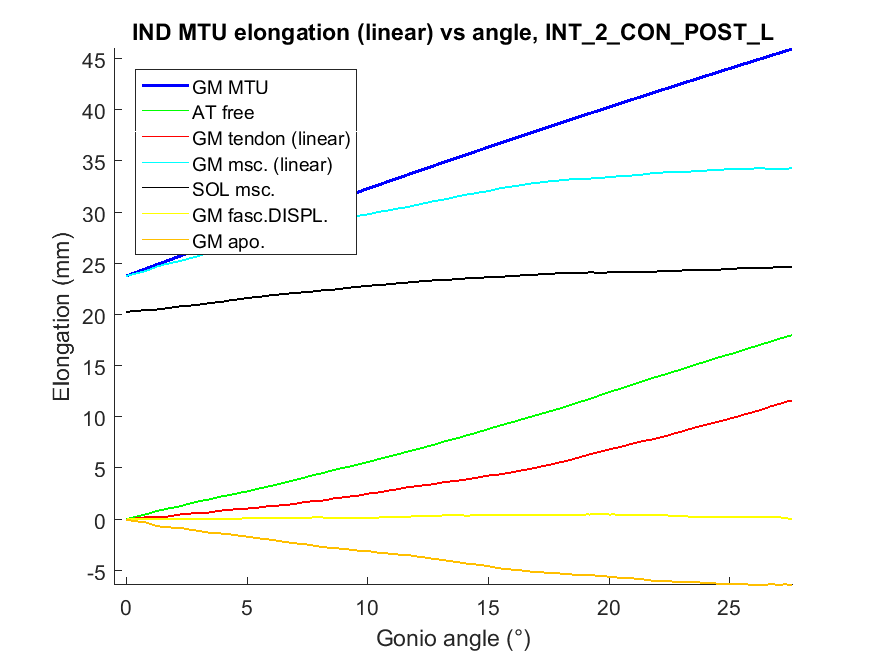 IND MTU elongation (linear) vs angle, INT_2_CON_POST_L
GM MTU
AT free
GM tendon (linear)
GM msc. (linear)
SOL msc.
GM fasc.DISPL.
GM apo.
Elongation (mm)
45
40
35
30
25
20
15
10
5
0
-5
0 5 10 15 20 25
Gonio angle (°)